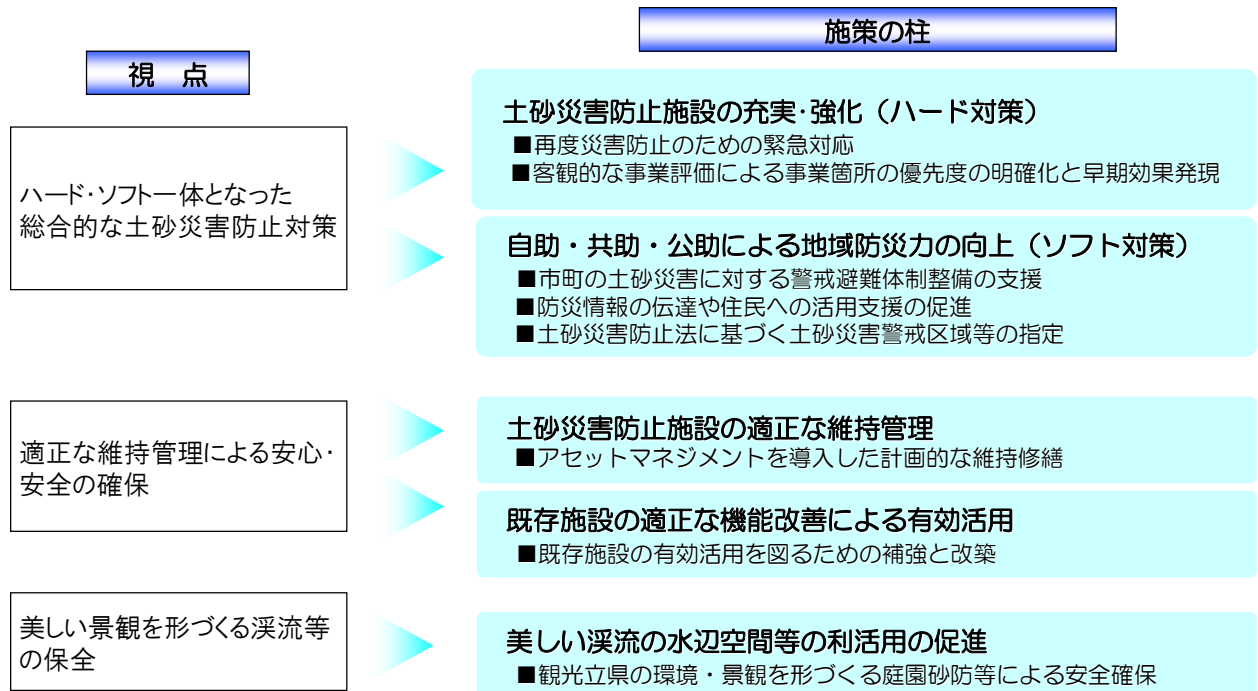 施策の柱
視　点
ハード・ソフト一体となった
総合的な土砂災害防止対策
土砂災害防止施設の充実・強化（ハード対策）
■再度災害防止のための緊急対応
■客観的な事業評価による事業箇所の優先度の明確化と早期効果発現
自助・共助・公助による地域防災力の向上（ソフト対策）
■市町の土砂災害に対する警戒避難体制整備の支援
■防災情報の伝達や住民への活用支援の促進
■土砂災害防止法に基づく土砂災害警戒区域等の指定
適正な維持管理による安心・
安全の確保
土砂災害防止施設の適正な維持管理
■アセットマネジメントを導入した計画的な維持修繕
既存施設の適正な機能改善による有効活用
■既存施設の有効活用を図るための補強と改築
美しい景観を形づくる渓流等
の保全
美しい渓流の水辺空間等の利活用の促進
■観光立県の環境・景観を形づくる庭園砂防等による安全確保